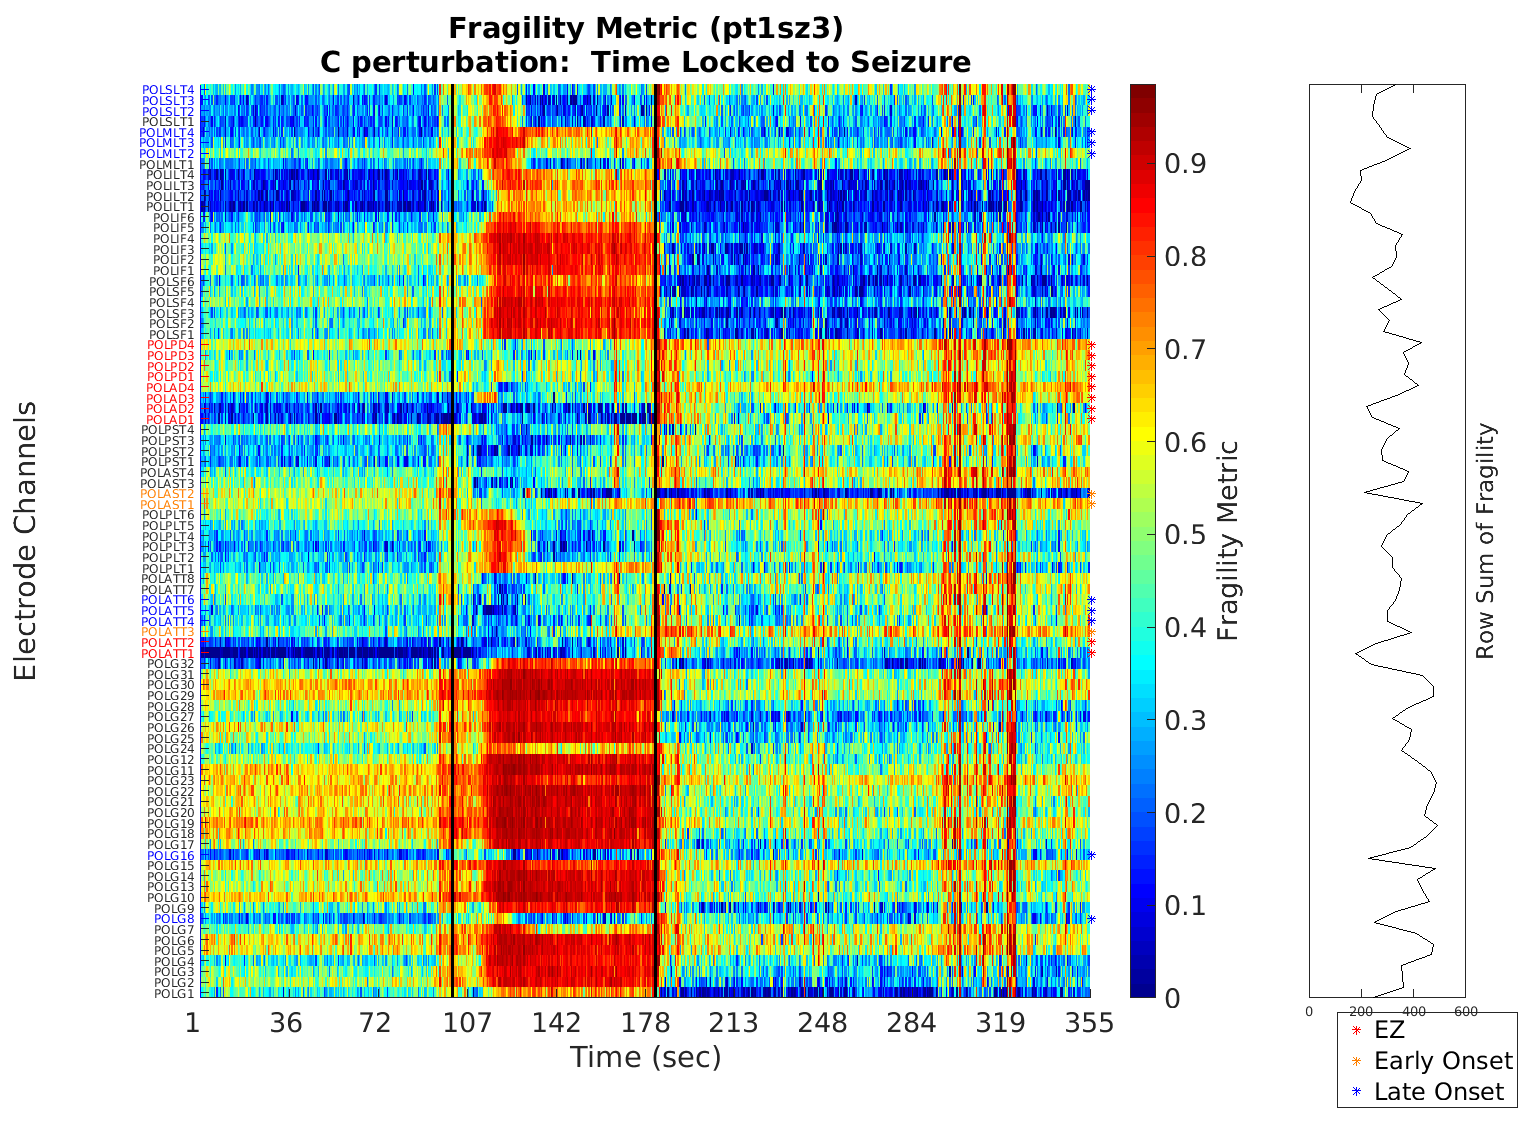 Fragility Metric (pt1sz3)
C perturbation:  Time Locked to Seizure
Electrode Channels
POLSLT4
POLSLT3
POLSLT2
POLSLT1
POLMLT4
POLMLT3
POLMLT2
POLMLT1
POLILT4
POLILT3
POLILT2
POLILT1
POLIF6
POLIF5
POLIF4
POLIF3
POLIF2
POLIF1
POLSF6
POLSF5
POLSF4
POLSF3
POLSF2
POLSF1
POLPD4
POLPD3
POLPD2
POLPD1
POLAD4
POLAD3
POLAD2
POLAD1
POLPST4
POLPST3
POLPST2
POLPST1
POLAST4
POLAST3
POLAST2
POLAST1
POLPLT6
POLPLT5
POLPLT4
POLPLT3
POLPLT2
POLPLT1
POLATT8
POLATT7
POLATT6
POLATT5
POLATT4
POLATT3
POLATT2
POLATT1
POLG32
POLG31
POLG30
POLG29
POLG28
POLG27
POLG26
POLG25
POLG24
POLG12
POLG11
POLG23
POLG22
POLG21
POLG20
POLG19
POLG18
POLG17
POLG16
POLG15
POLG14
POLG13
POLG10
POLG9
POLG8
POLG7
POLG6
POLG5
POLG4
POLG3
POLG2
POLG1
1 36 72 107 142 178 213 248 284 319 355
Time (sec)
0.9
0.8
0.7
0.6
0.5
0.4
0.3
0.2
0.1
0
Fragility Metric
0 200 400 600
Row Sum of Fragility
EZ
Early Onset
Late Onset